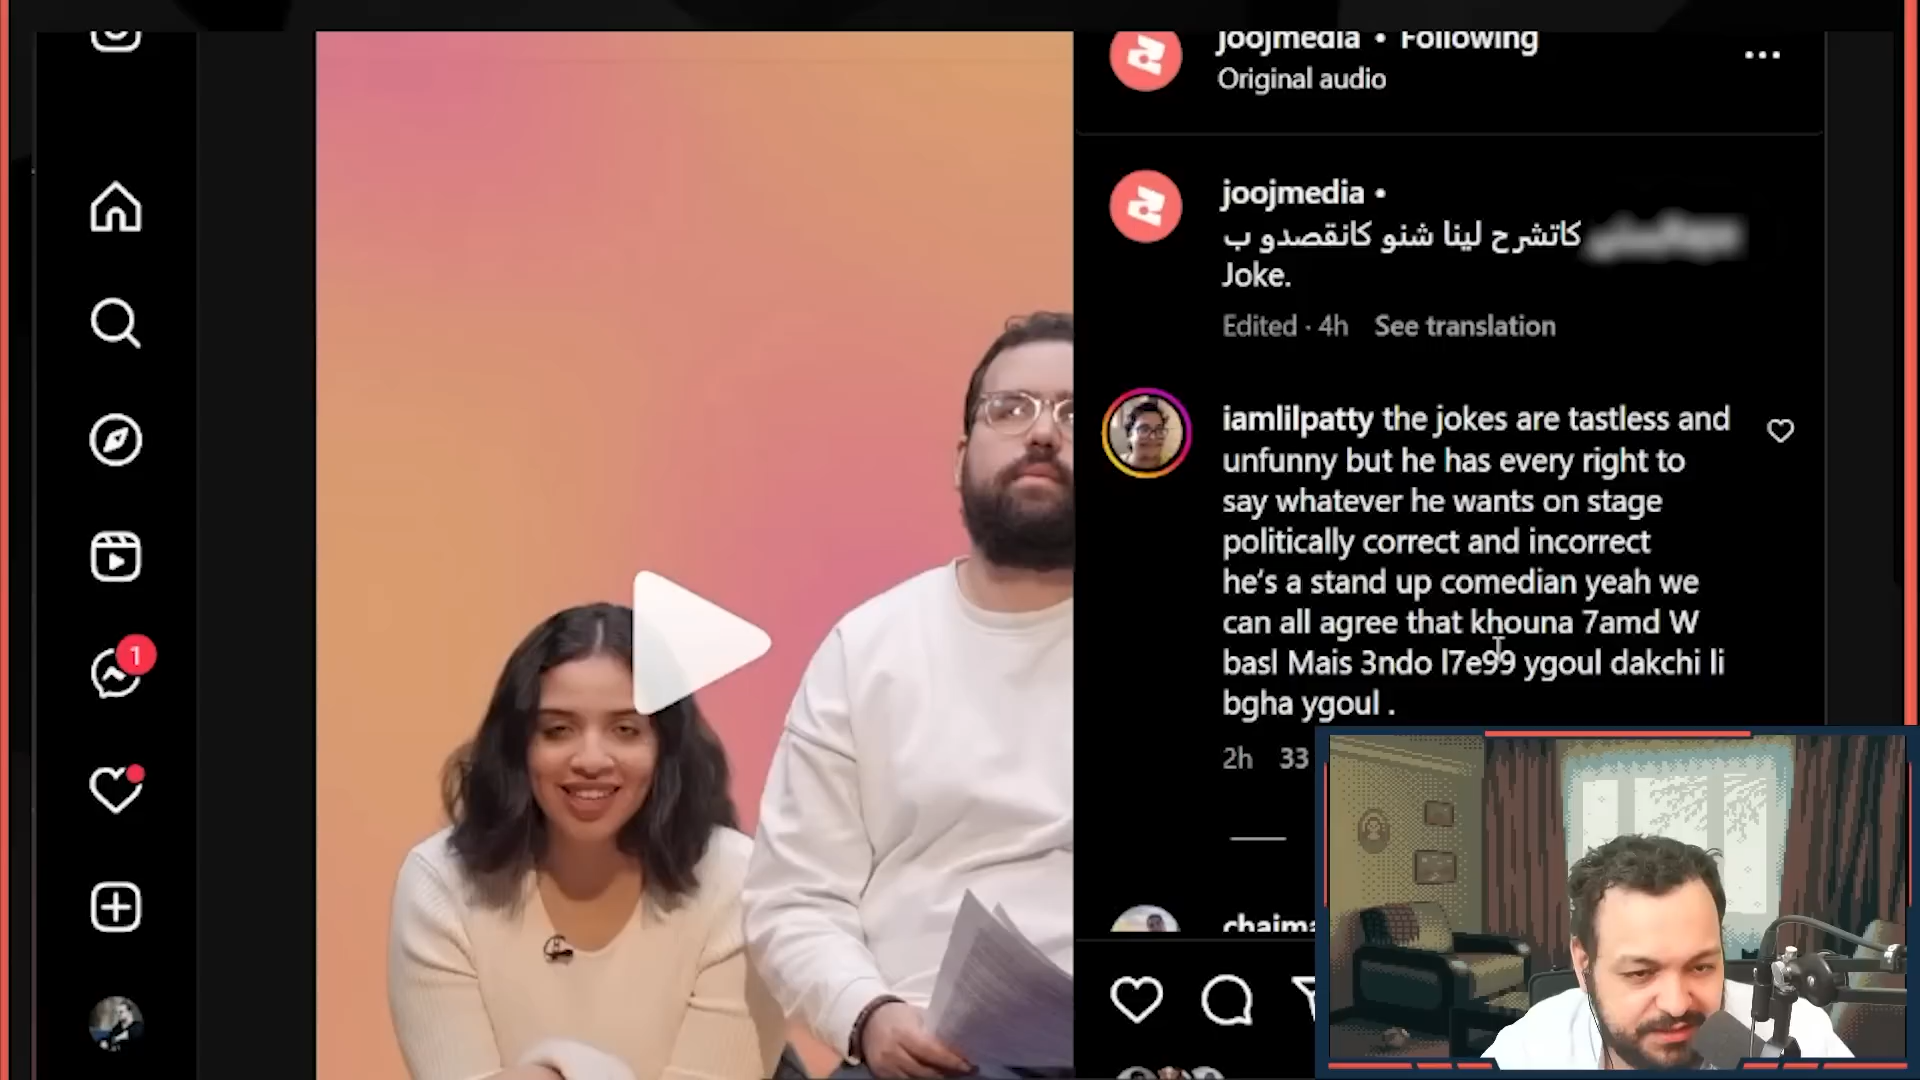 joojmedia • Following
Original audio
joojmedia •
كاتشرح لينا شنو كانقصدو ب
Joke.
Edited · 4h See translation
iamlilpatty the jokes are tastless and
unfunny but he has every right to
say whatever he wants on stage
politically correct and incorrect
he's a stand up comedian yeah we
can all agree that khouna 7amd W
basl Mais 3ndo l7e99 ygoul dakchi li
bgha ygoul .
2h 33
1